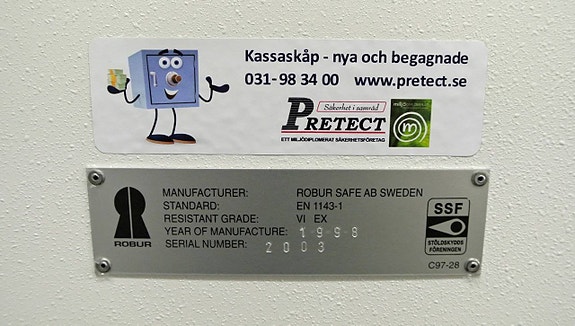 Kassaskåp - nya och begagnade
031-98 34 00 www.pretect.se
Säkerhet i samråd
PRETECT
ETT MILJÖDIPLOMERAT SÄKERHETSFÖRETAG
m
MANUFACTURER: ROBUR SAFE AB SWEDEN
STANDARD: EN 1143-1
RESISTANT GRADE: VI EX
YEAR OF MANUFACTURE: 1998
SERIAL NUMBER: 2003
ROBUR
SSF
STÖLDSKYDDS
FÖRENINGEN
C97-28